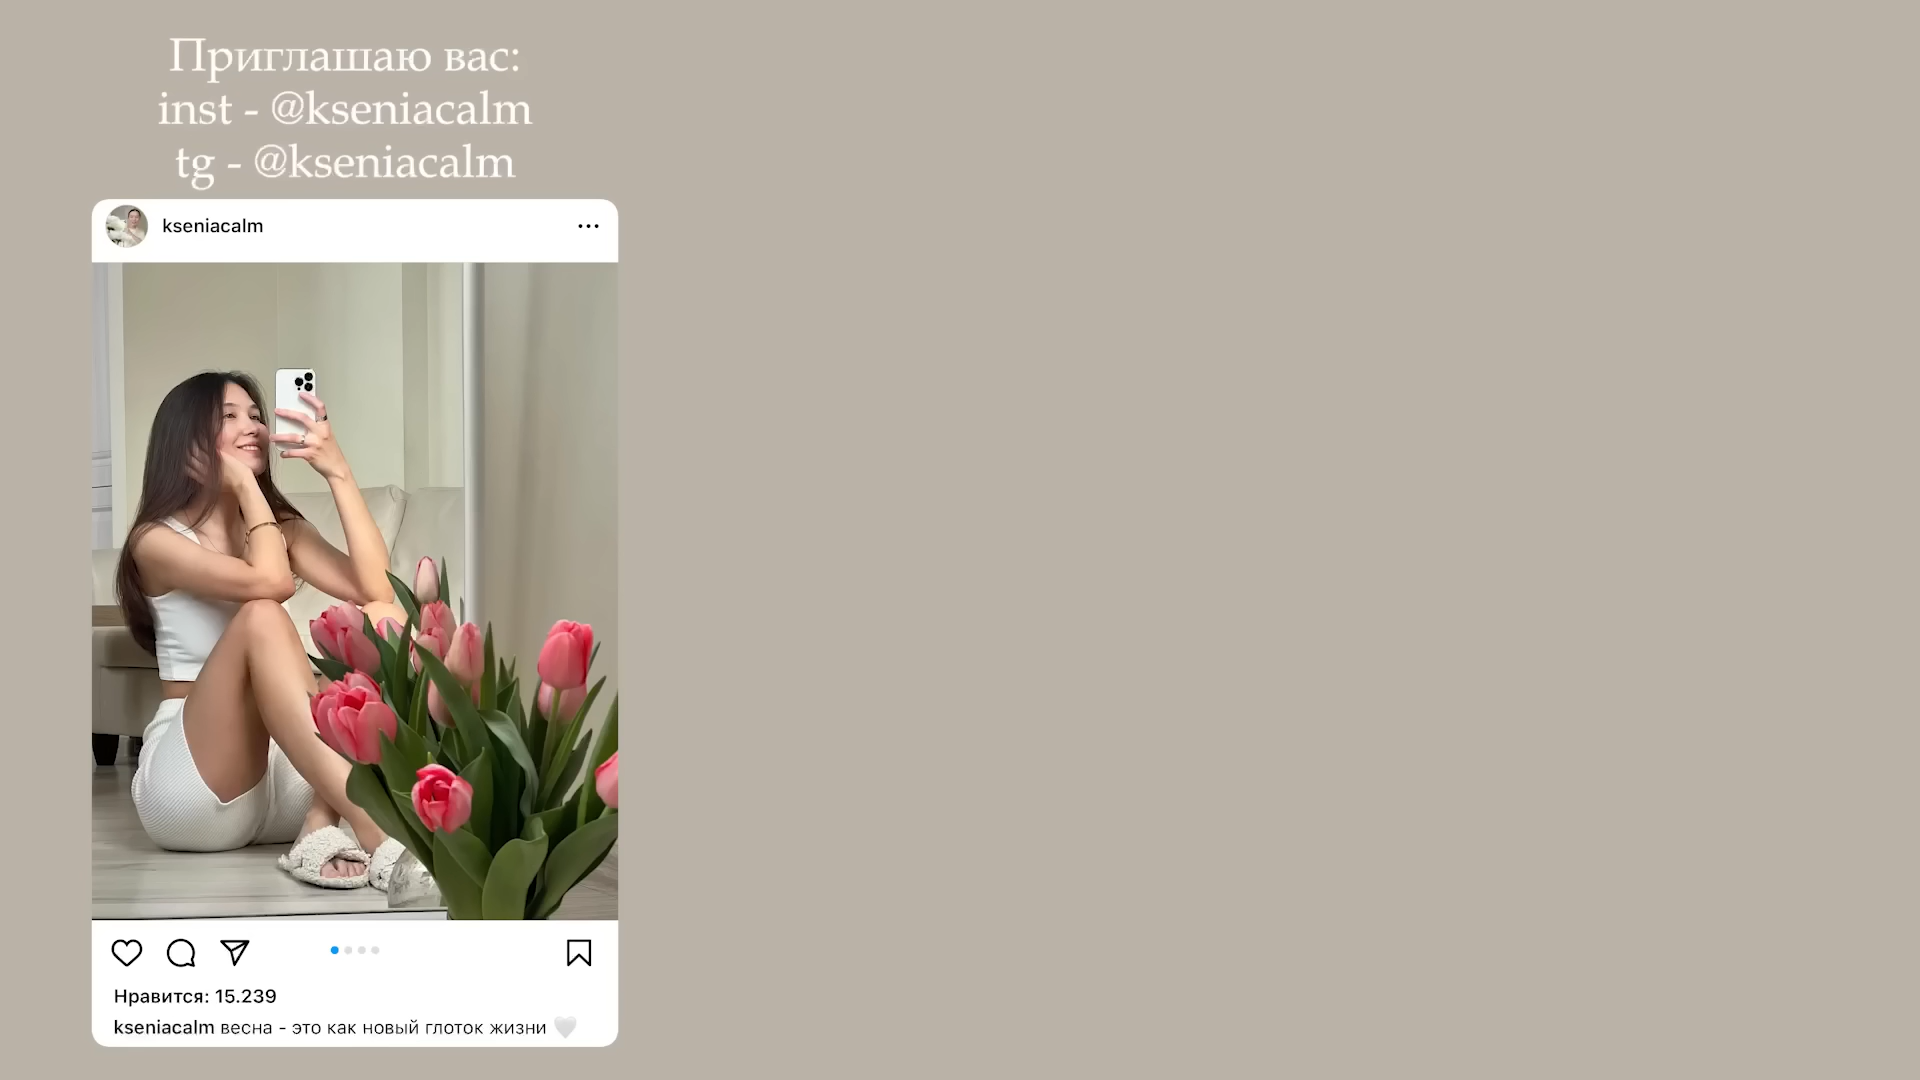 Приглашаю вас:
inst - @kseniacalm
tg - @kseniacalm
kseniacalm
Нравится: 15.239
kseniacalm весна - это как новый глоток жизни 🤍